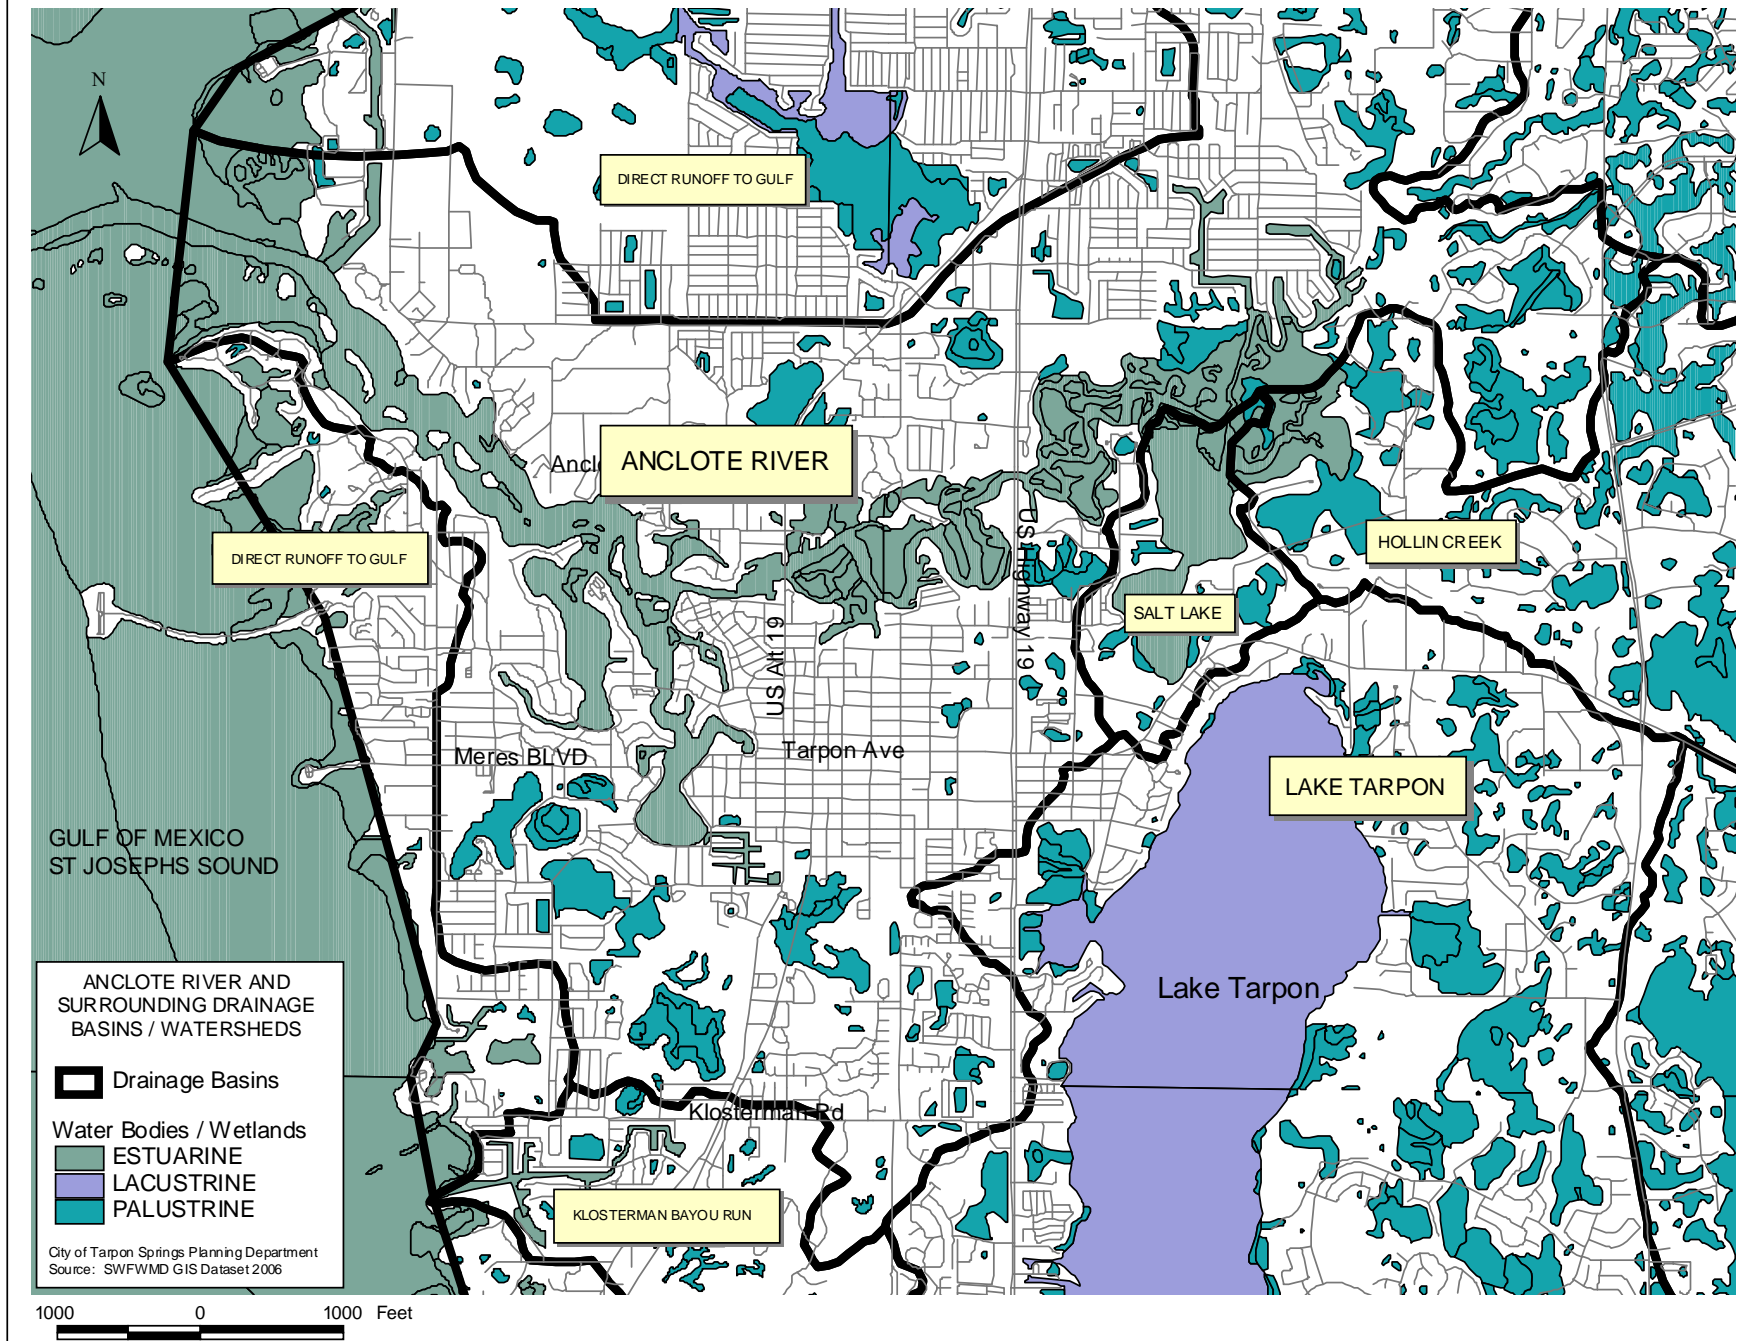 N
DIRECT RUNOFF TO GULF
Anclo
ANCLOTE RIVER
DIRECT RUNOFF TO GULF
US Highway 19
HOLLIN CREEK
SALT LAKE
US Alt 19
Meres BLVD
Tarpon Ave
LAKE TARPON
GULF OF MEXICO
ST JOSEPHS SOUND
Lake Tarpon
ANCLOTE RIVER AND
SURROUNDING DRAINAGE
BASINS / WATERSHEDS
Drainage Basins
Water Bodies / Wetlands
ESTUARINE
LACUSTRINE
PALUSTRINE
City of Tarpon Springs Planning Department
Source: SWFWMD GIS Dataset 2006
Klosterman Rd
KLOSTERMAN BAYOU RUN
1000 0 1000 Feet